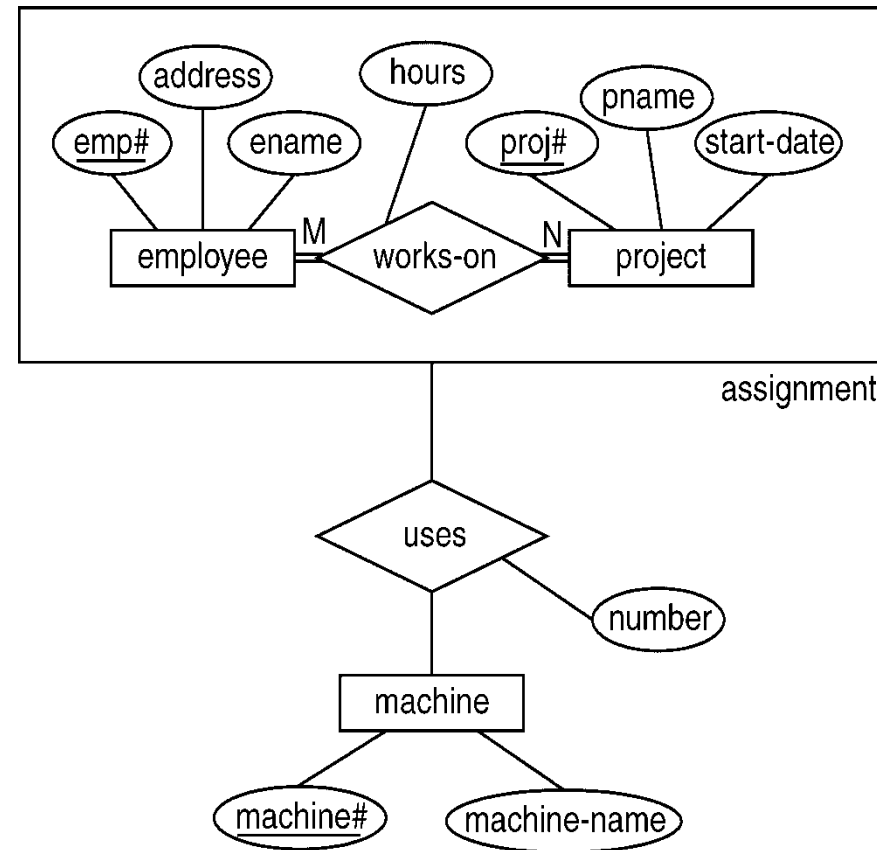 address
hours
pname
emp#
ename
proj#
start-date
employee
M
works-on
N
project
assignment
uses
number
machine
machine#
machine-name